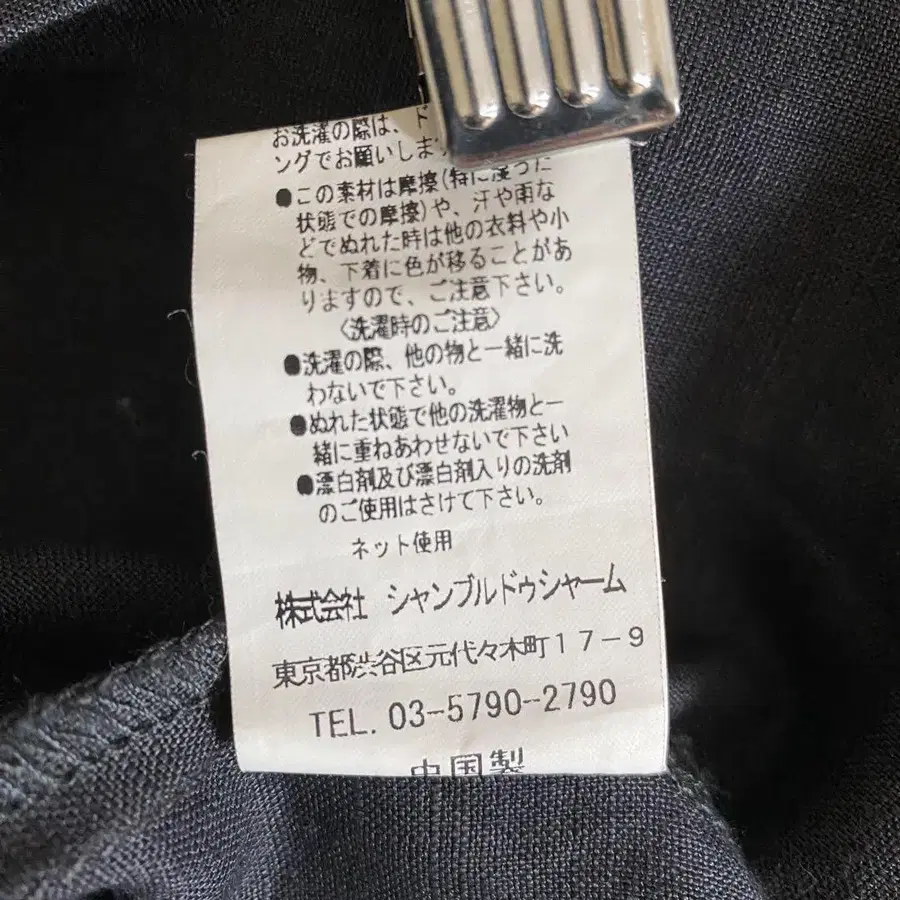 お洗濯の際は、ド
ングでお願いしま
●この素材は摩擦(特に湿った
状態での摩擦)や、汗や雨な
どでぬれた時は他の衣料や小
物、下着に色が移ることがあ
りますので、ご注意下さい。
〈洗濯時のご注意〉
●洗濯の際、他の物と一緒に洗
わないで下さい。
●ぬれた状態で他の洗濯物と一
緒に重ねあわせないで下さい
●漂白剤及び漂白剤入りの洗剤
のご使用はさけて下さい。
ネット使用
株式会社 シャンブルドゥシャーム
東京都渋谷区元代々木町17-9
TEL. 03-5790-2790
中国製